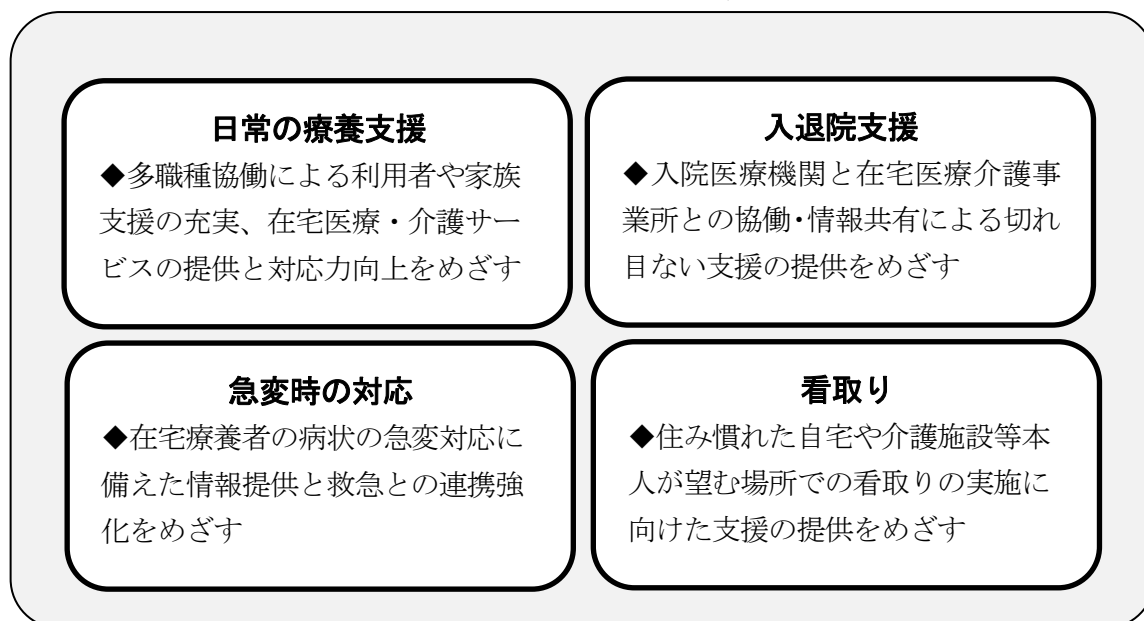 日常の療養支援
◆多職種協働による利用者や家族
支援の充実、在宅医療・介護サー
ビスの提供と対応力向上をめざす
入退院支援
◆入院医療機関と在宅医療介護事
業所との協働･情報共有による切れ
目ない支援の提供をめざす
急変時の対応
◆在宅療養者の病状の急変対応に
備えた情報提供と救急との連携強
化をめざす
看取り
◆住み慣れた自宅や介護施設等本
人が望む場所での看取りの実施に
向けた支援の提供をめざす